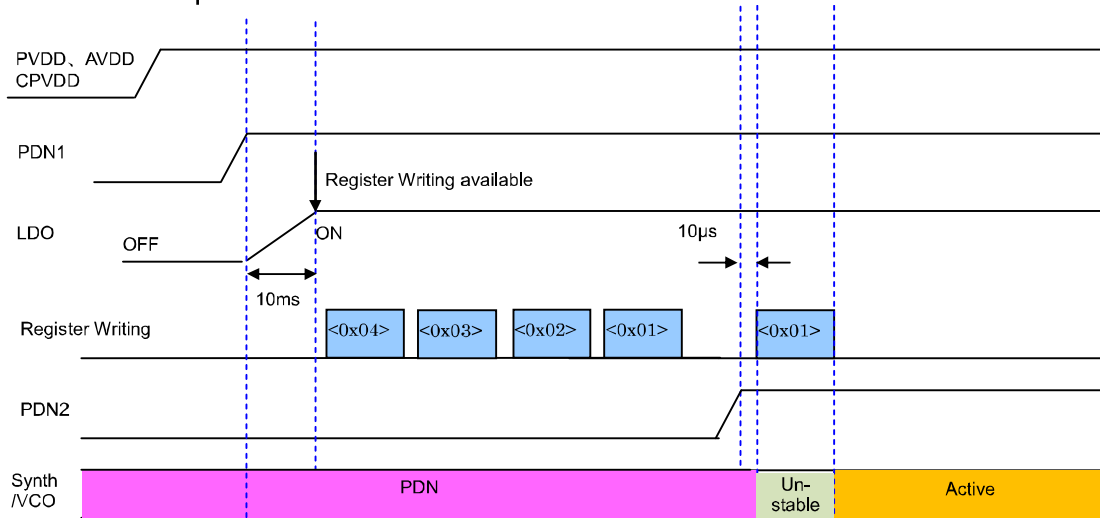 PVDD、AVDD
CPVDD
PDN1
Register Writing available
LDO
OFF
ON
10μs
10ms
Register Writing
<0x04>
<0x03>
<0x02>
<0x01>
<0x01>
PDN2
Synth
/VCO
PDN
Un-
stable
Active